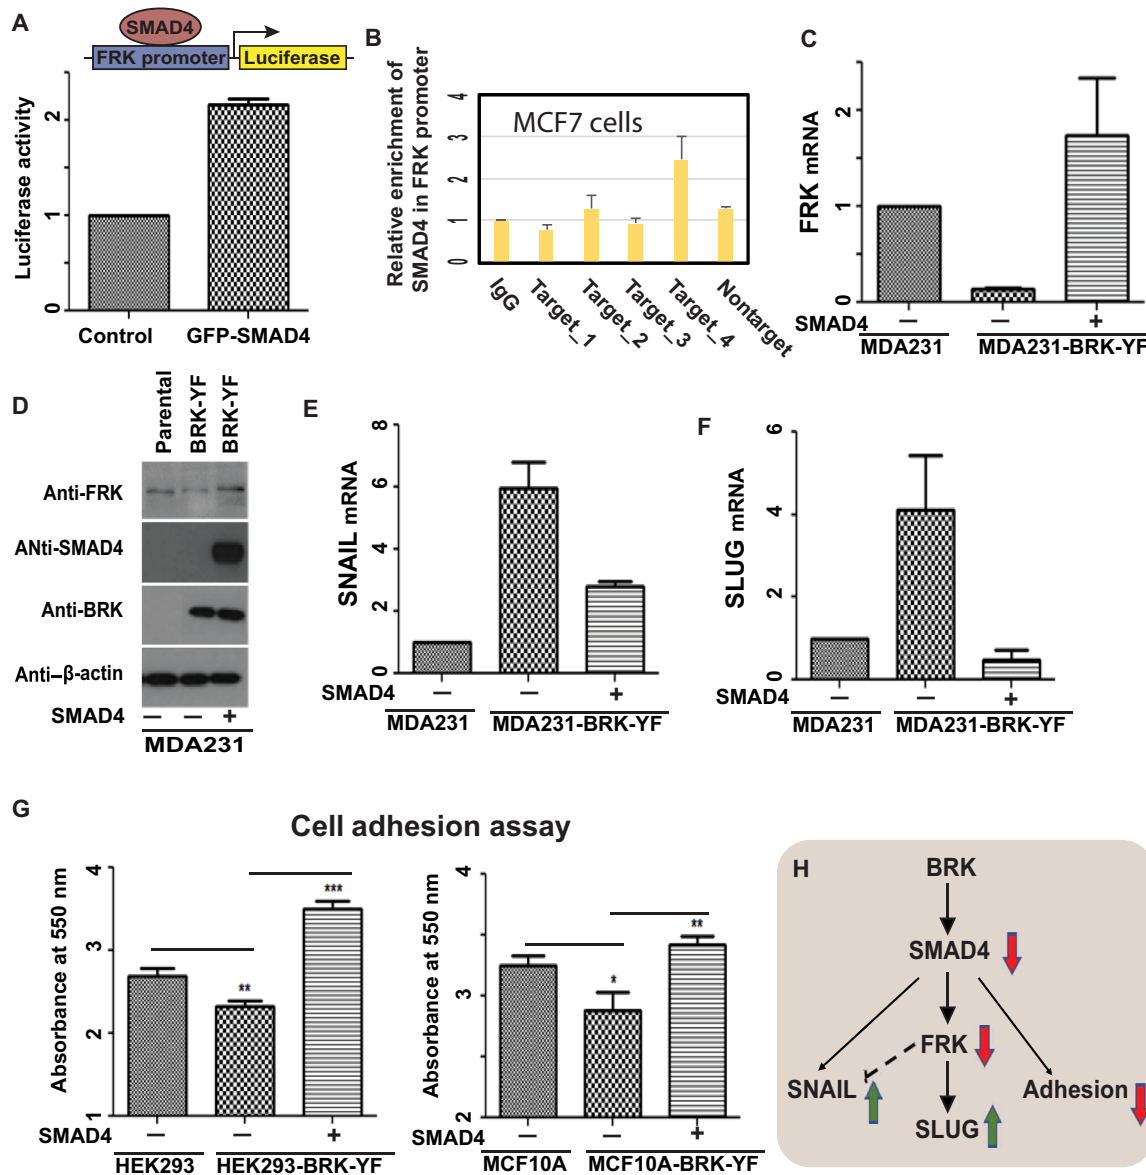 A
SMAD4
FRK promoter
Luciferase
Luciferase activity
0
1
2
Control
GFP-SMAD4
B
Relative enrichment of
SMAD4 in FRK promoter
0
1
2
3
4
MCF7 cells
IgG
Target_1
Target_2
Target_3
Target_4
Nontarget
C
FRK mRNA
0
1
2
SMAD4
— — +
MDA231
MDA231-BRK-YF
D
Parental
BRK-YF
BRK-YF
Anti-FRK
ANti-SMAD4
Anti-BRK
Anti–β-actin
SMAD4 — — +
MDA231
E
SNAIL mRNA
0
2
4
6
8
SMAD4 — — +
MDA231
MDA231-BRK-YF
F
SLUG mRNA
0
2
4
6
SMAD4 — — +
MDA231
MDA231-BRK-YF
G
Cell adhesion assay
Absorbance at 550 nm
1
2
3
4
**
***
SMAD4 — — +
HEK293
HEK293-BRK-YF
Absorbance at 550 nm
2
3
4
*
**
SMAD4 — — +
MCF10A
MCF10A-BRK-YF
H
BRK
SMAD4
FRK
SNAIL
Adhesion
SLUG